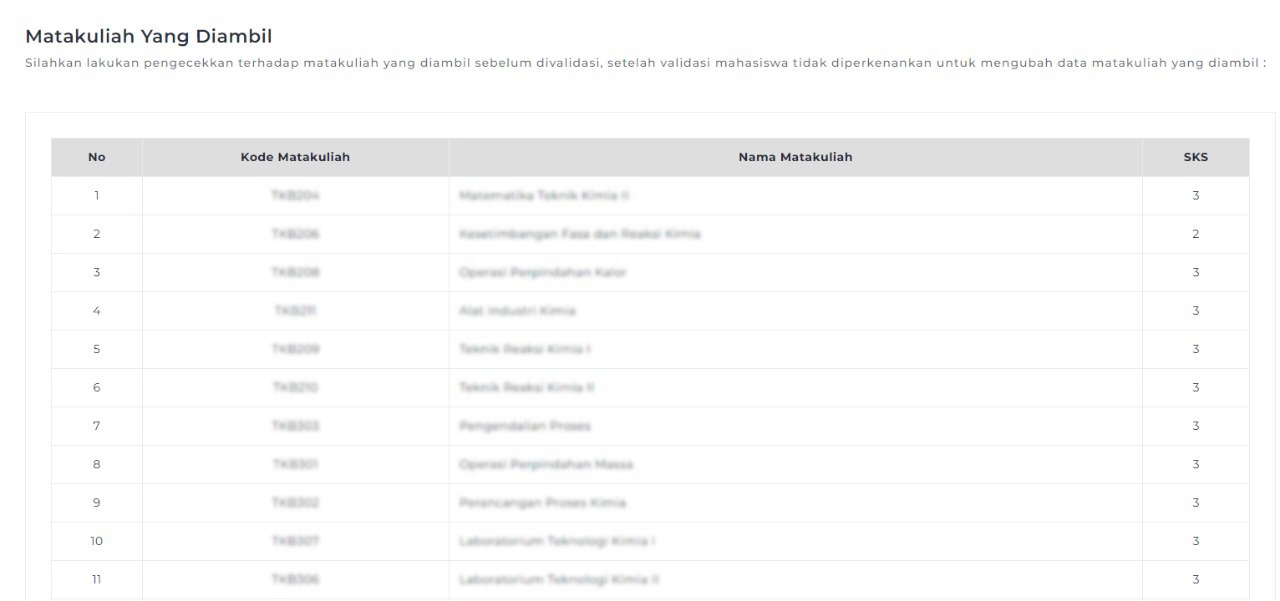 Matakuliah Yang Diambil
Silahkan lakukan pengecekkan terhadap matakuliah yang diambil sebelum divalidasi, setelah validasi mahasiswa tidak diperkenankan untuk mengubah data matakuliah yang diambil :
No Kode Matakuliah Nama Matakuliah SKS
1 TKB204 Matematika Teknik Kimia II 3
2 TKB206 Kesetimbangan Fasa dan Reaksi Kimia 2
3 TKB208 Operasi Perpindahan Kalor 3
4 TKB211 Alat Industri Kimia 3
5 TKB209 Teknik Reaksi Kimia I 3
6 TKB210 Teknik Reaksi Kimia II 3
7 TKB303 Pengendalian Proses 3
8 TKB301 Operasi Perpindahan Massa 3
9 TKB302 Perancangan Proses Kimia 3
10 TKB307 Laboratorium Teknologi Kimia I 3
11 TKB306 Laboratorium Teknologi Kimia II 3